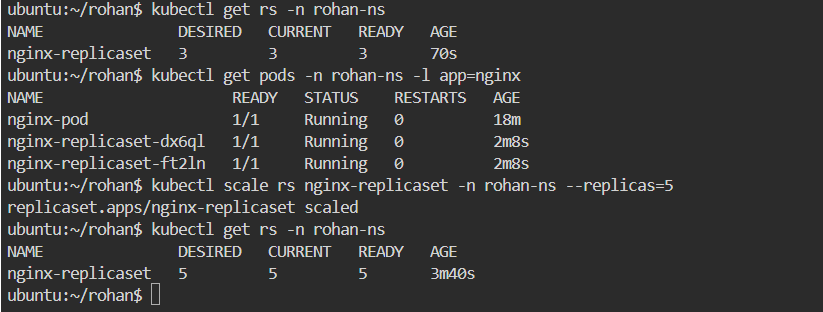 ubuntu:~/rohan$ kubectl get rs -n rohan-ns
NAME DESIRED CURRENT READY AGE
nginx-replicaset 3 3 3 70s
ubuntu:~/rohan$ kubectl get pods -n rohan-ns -l app=nginx
NAME READY STATUS RESTARTS AGE
nginx-pod 1/1 Running 0 18m
nginx-replicaset-dx6ql 1/1 Running 0 2m8s
nginx-replicaset-ft2ln 1/1 Running 0 2m8s
ubuntu:~/rohan$ kubectl scale rs nginx-replicaset -n rohan-ns --replicas=5
replicaset.apps/nginx-replicaset scaled
ubuntu:~/rohan$ kubectl get rs -n rohan-ns
NAME DESIRED CURRENT READY AGE
nginx-replicaset 5 5 5 3m40s
ubuntu:~/rohan$